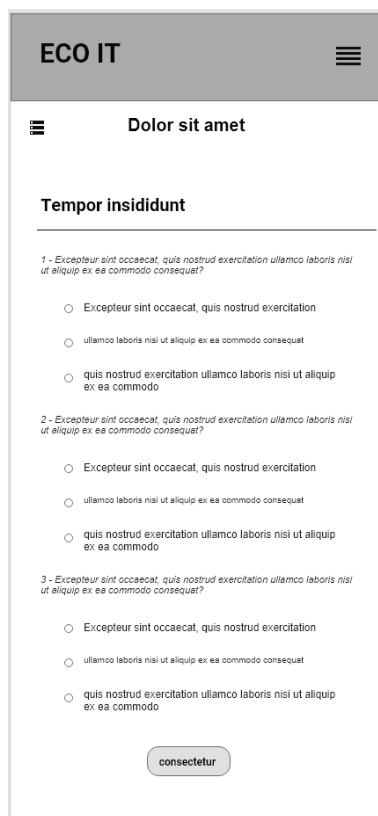 ECO IT
Dolor sit amet
Tempor insididunt
1 - Excepteur sint occaecat, quis nostrud exercitation ullamco laboris nisi
ut aliquip ex ea commodo consequat?
Excepteur sint occaecat, quis nostrud exercitation
ullamco laboris nisi ut aliquip ex ea commodo consequat
quis nostrud exercitation ullamco laboris nisi ut aliquip
ex ea commodo
2 - Excepteur sint occaecat, quis nostrud exercitation ullamco laboris nisi
ut aliquip ex ea commodo consequat?
Excepteur sint occaecat, quis nostrud exercitation
ullamco laboris nisi ut aliquip ex ea commodo consequat
quis nostrud exercitation ullamco laboris nisi ut aliquip
ex ea commodo
3 - Excepteur sint occaecat, quis nostrud exercitation ullamco laboris nisi
ut aliquip ex ea commodo consequat?
Excepteur sint occaecat, quis nostrud exercitation
ullamco laboris nisi ut aliquip ex ea commodo consequat
quis nostrud exercitation ullamco laboris nisi ut aliquip
ex ea commodo
consectetur